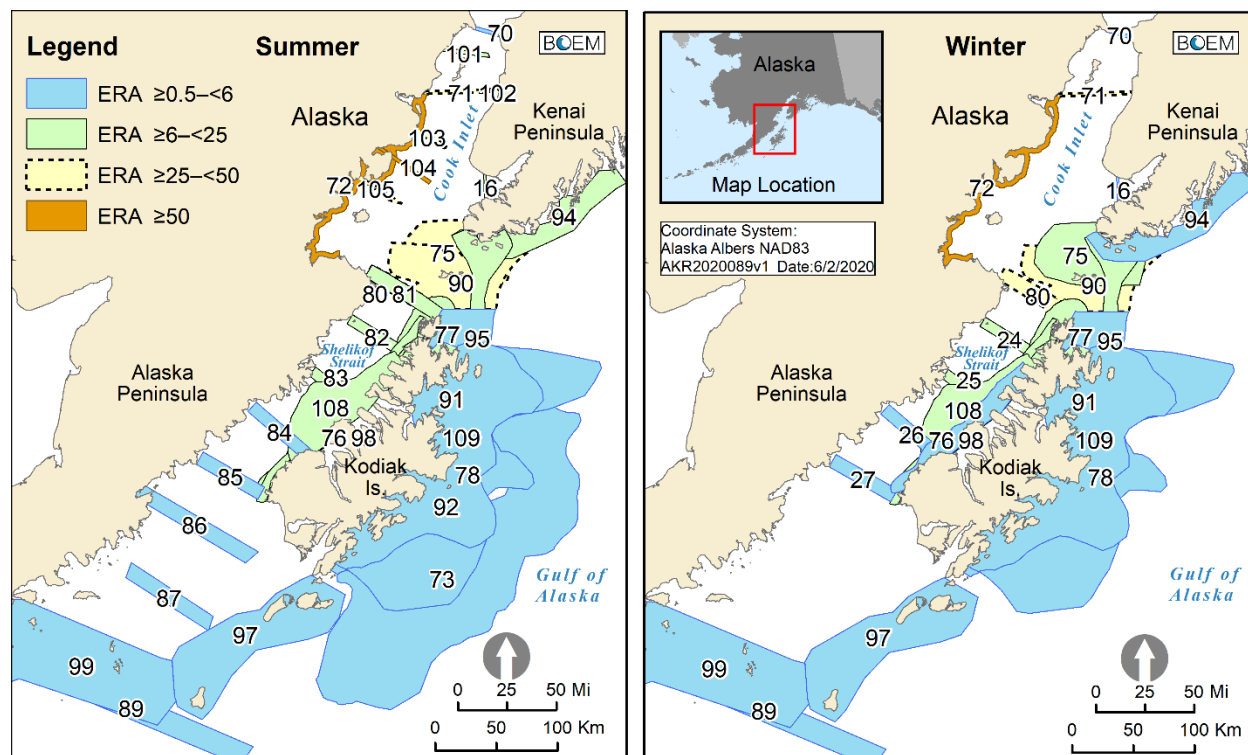 Legend
Summer
BOEM
ERA ≥0.5–<6
ERA ≥6–<25
ERA ≥25–<50
ERA ≥50
Alaska
Cook Inlet
Kenai
Peninsula
70
101
71
102
103
104
72
105
16
94
75
90
80
81
82
77
95
Shelikof
Strait
83
Alaska
Peninsula
108
91
84
76
98
109
Kodiak
Is.
85
78
92
86
73
87
Gulf of
Alaska
97
99
89
0
25
50 Mi
0
50
100 Km
Winter
BOEM
Alaska
Map Location
Coordinate System:
Alaska Albers NAD83
AKR2020089v1 Date:6/2/2020
Alaska
Cook Inlet
Kenai
Peninsula
70
71
72
16
94
75
90
80
24
77
95
Shelikof
Strait
25
Alaska
Peninsula
108
91
26
76
98
109
Kodiak
Is.
27
78
Gulf of
Alaska
97
99
89
0
25
50 Mi
0
50
100 Km